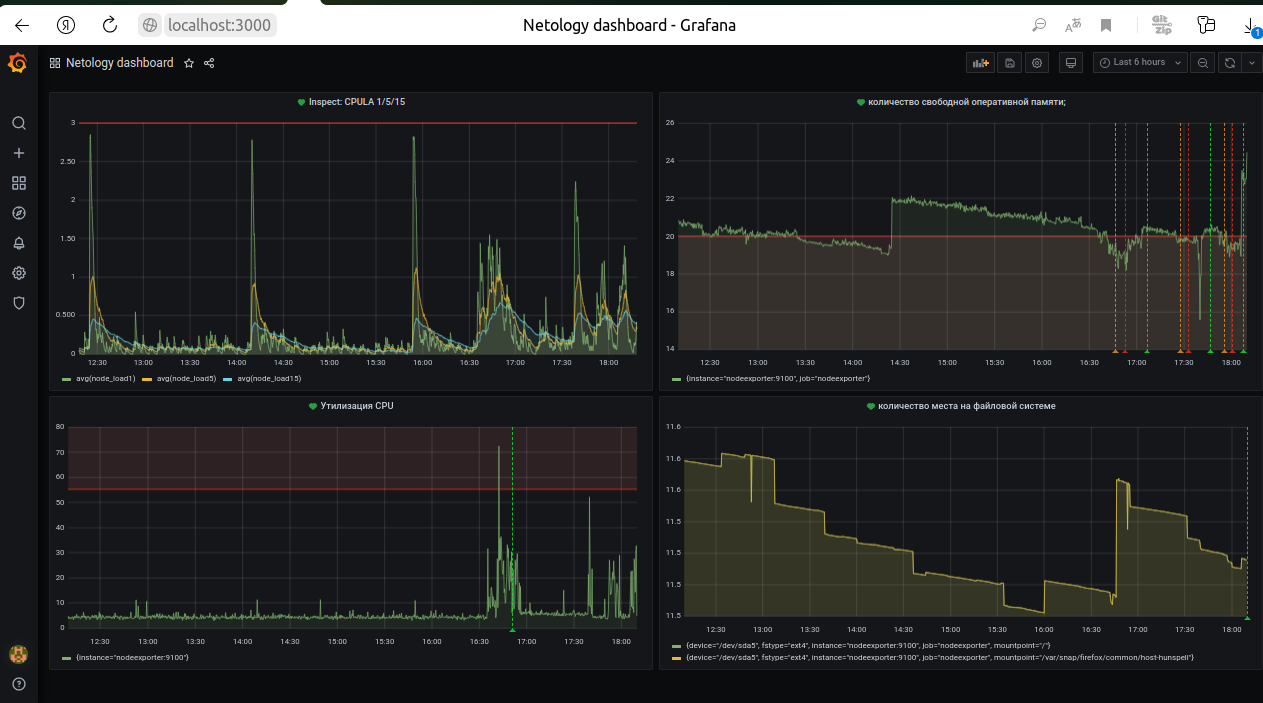 Я localhost:3000 Netology dashboard - Grafana Git Zip 1
Netology dashboard Last 6 hours
Inspect: CPULA 1/5/15
3
2.50
2
1.50
1
0.500
0
12:30 13:00 13:30 14:00 14:30 15:00 15:30 16:00 16:30 17:00 17:30 18:00
avg(node_load1) avg(node_load5) avg(node_load15)
количество свободной оперативной памяти;
26
24
22
20
18
16
14
12:30 13:00 13:30 14:00 14:30 15:00 15:30 16:00 16:30 17:00 17:30 18:00
{instance="nodeexporter:9100", job="nodeexporter"}
Утилизация CPU
80
70
60
50
40
30
20
10
0
12:30 13:00 13:30 14:00 14:30 15:00 15:30 16:00 16:30 17:00 17:30 18:00
{instance="nodeexporter:9100"}
количество места на файловой системе
11.6
11.6
11.6
11.5
11.5
11.5
11.5
12:30 13:00 13:30 14:00 14:30 15:00 15:30 16:00 16:30 17:00 17:30 18:00
{device="/dev/sda5", fstype="ext4", instance="nodeexporter:9100", job="nodeexporter", mountpoint="/"}
{device="/dev/sda5", fstype="ext4", instance="nodeexporter:9100", job="nodeexporter", mountpoint="/var/snap/firefox/common/host-hunspell"}